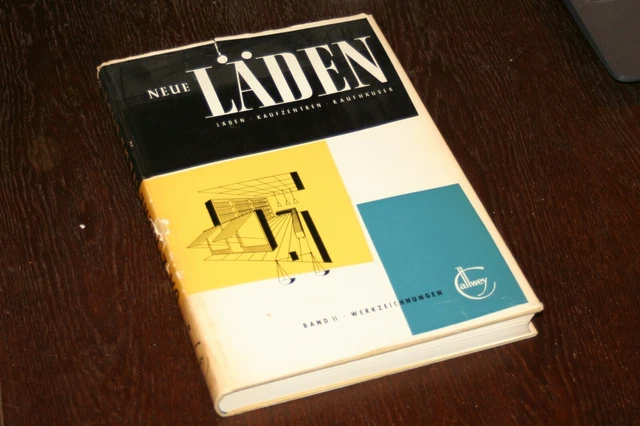 NEUE LÄDEN
LÄDEN · KAUFZENTREN · KAUFHÄUSER
BAND II · WERKZEICHNUNGEN
Callwey